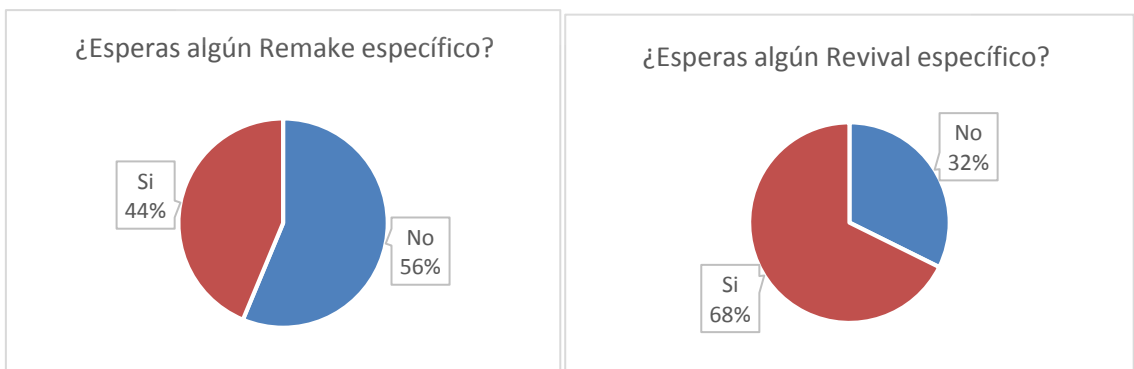 ¿Esperas algún Remake específico?
Si
44%
No
56%
¿Esperas algún Revival específico?
No
32%
Si
68%